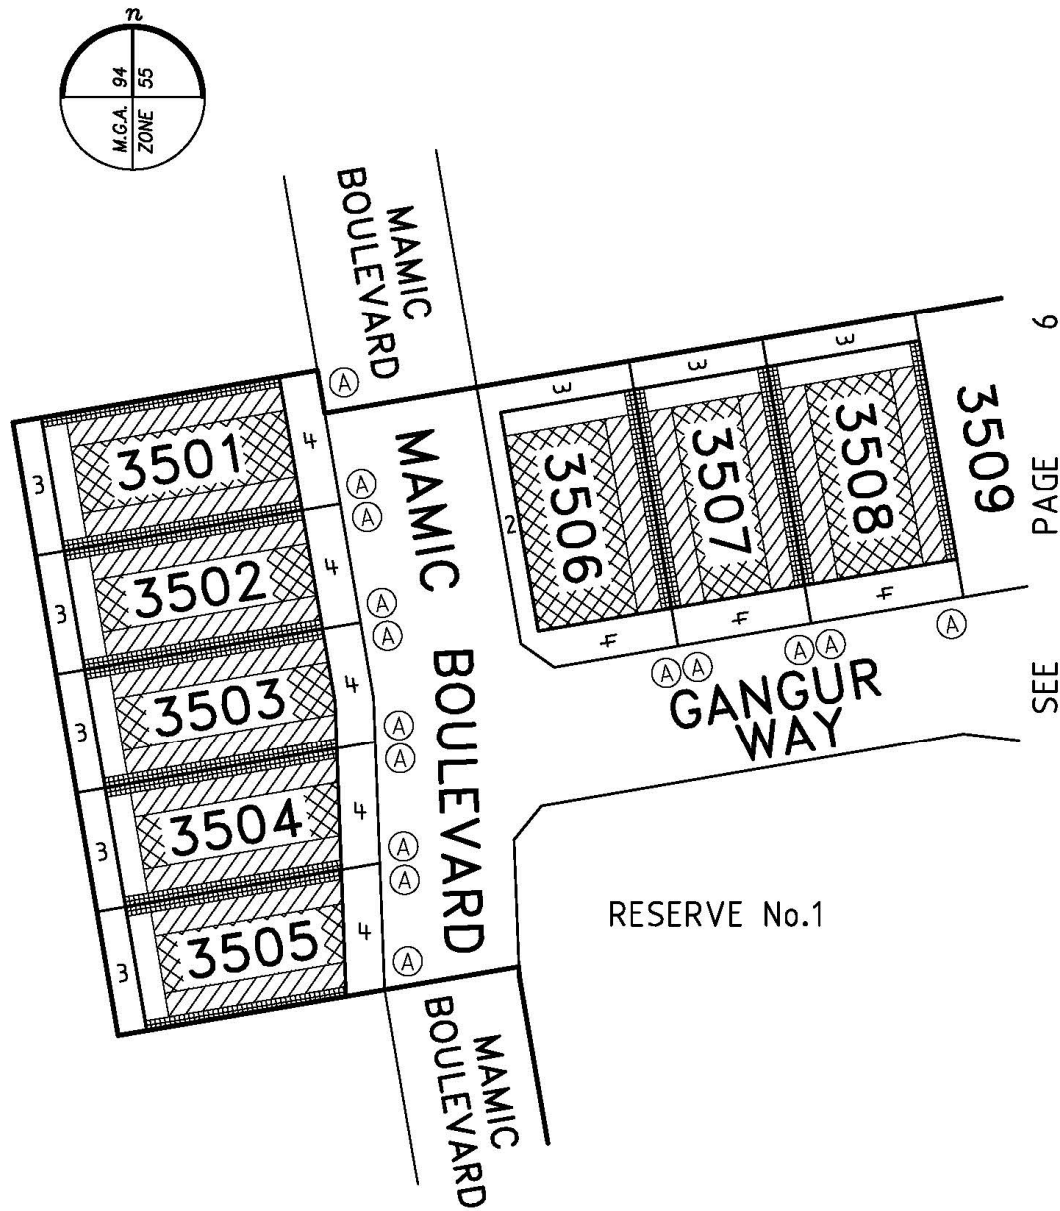 n
M.G.A. 94
ZONE 55
MAMIC
BOULEVARD
A
3
3501
4
A
A
3
3502
4
A
A
3
3503
4
A
A
3
3504
4
A
A
3
3505
4
A
MAMIC BOULEVARD
MAMIC
BOULEVARD
3
3
3
2
3506
3507
3508
3509
4
4
4
A
A
A
A
A
GANGUR
WAY
RESERVE No.1
SEE PAGE 6